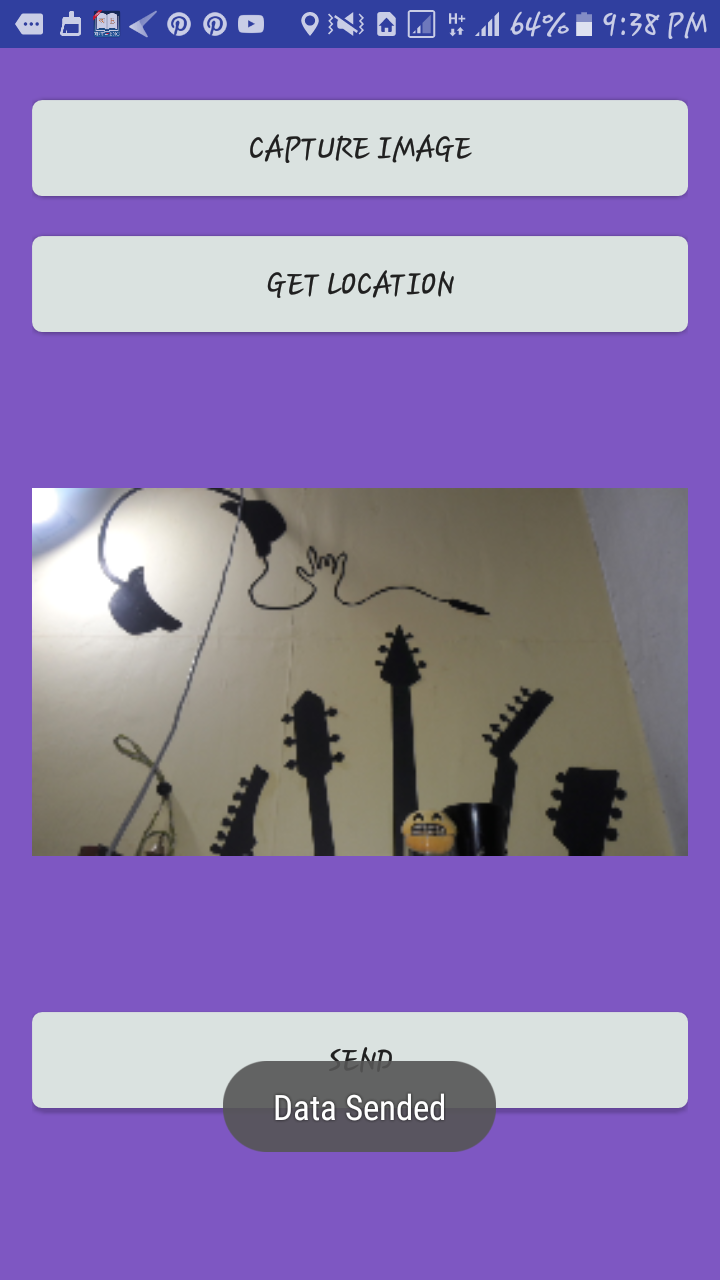 H+ 64% 9:38 PM
CAPTURE IMAGE
GET LOCATION
SEND
Data Sended